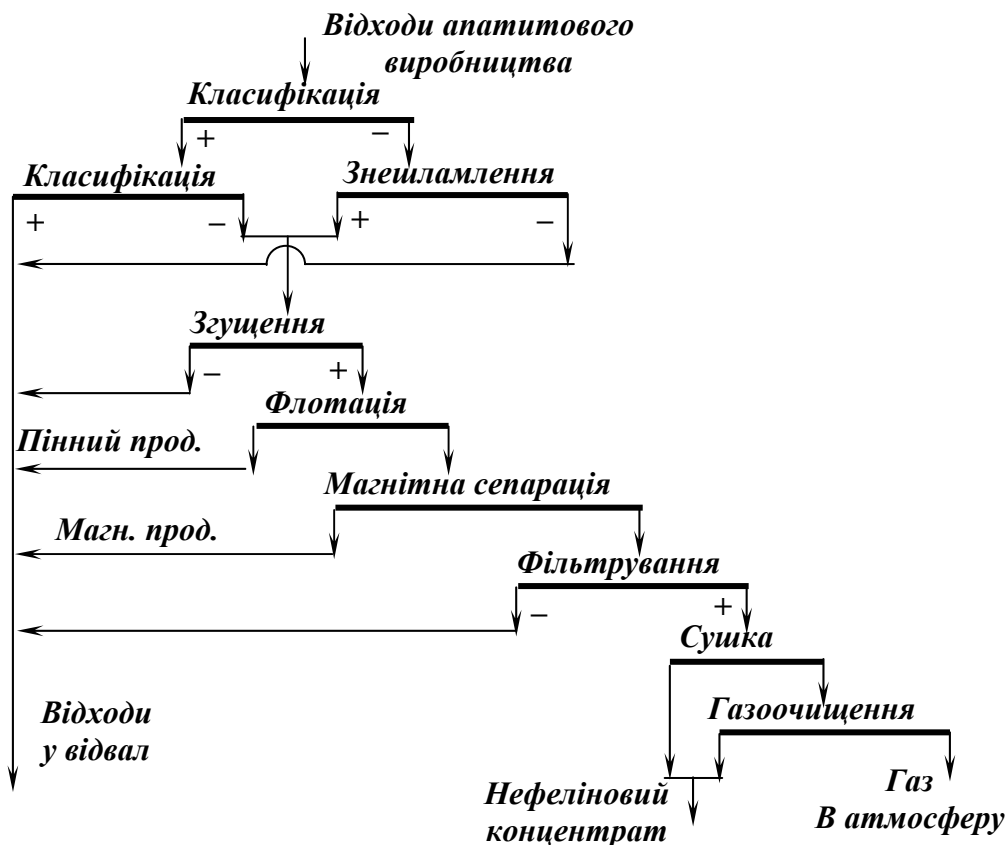 Відходи апатитового
виробництва
Класифікація
+ –
Класифікація Знешламлення
+ – + –
Згущення
– +
Флотація
Пінний прод.
Магнітна сепарація
Магн. прод.
Фільтрування
– +
Сушка
Відходи
у відвал
Газоочищення
Нефеліновий
концентрат
Газ
В атмосферу